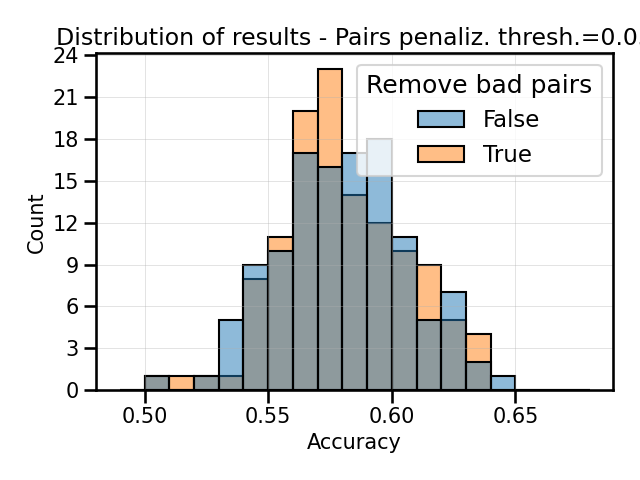 Distribution of results - Pairs penaliz. thresh.=0.0
24
21
18
15
12
9
6
3
0
Count
Remove bad pairs
False
True
0.50 0.55 0.60 0.65
Accuracy